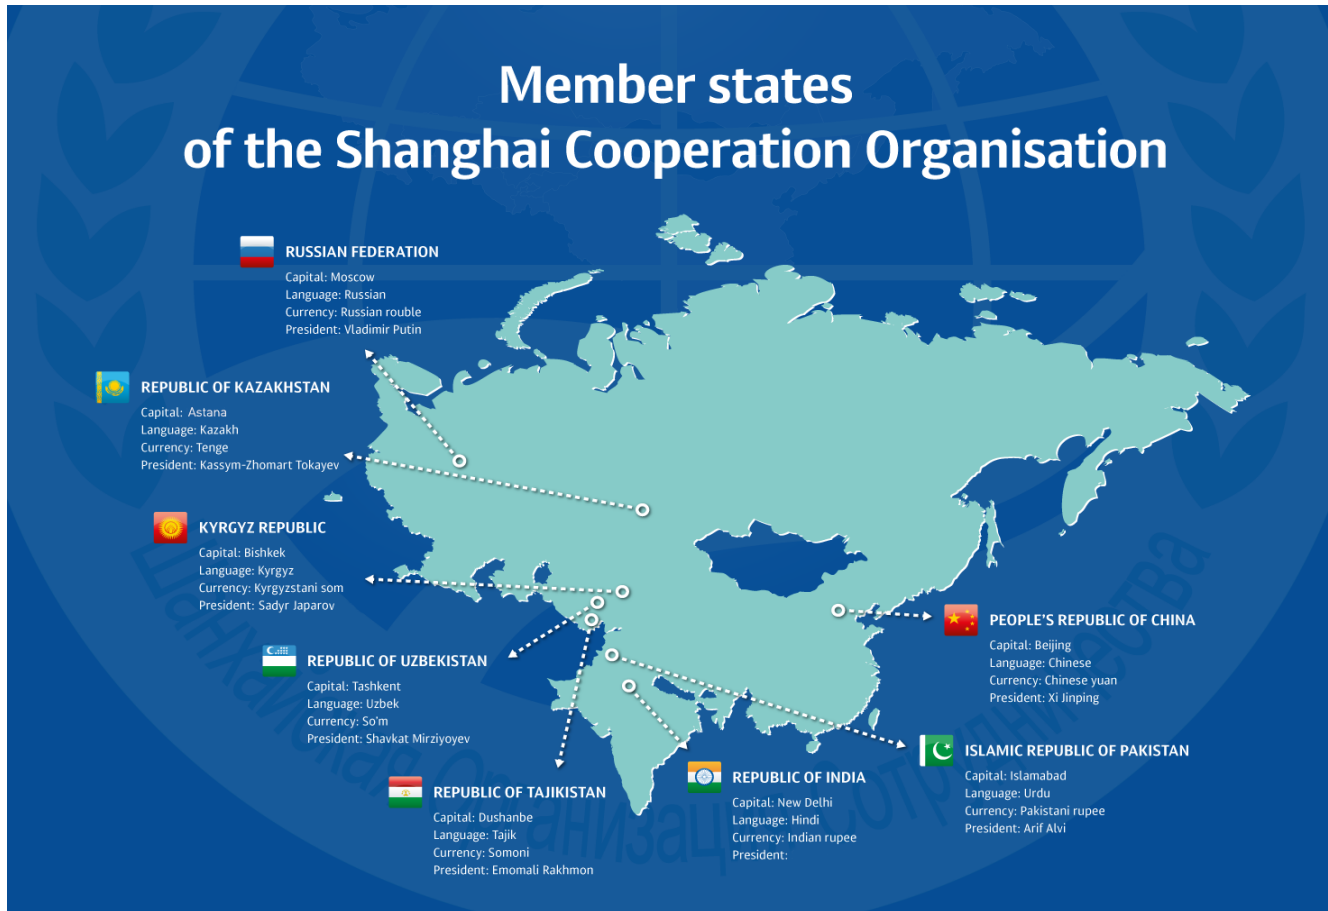 Member states
of the Shanghai Cooperation Organisation
RUSSIAN FEDERATION
Capital: Moscow
Language: Russian
Currency: Russian rouble
President: Vladimir Putin
REPUBLIC OF KAZAKHSTAN
Capital: Astana
Language: Kazakh
Currency: Tenge
President: Kassym-Zhomart Tokayev
KYRGYZ REPUBLIC
Capital: Bishkek
Language: Kyrgyz
Currency: Kyrgyzstani som
President: Sadyr Japarov
REPUBLIC OF UZBEKISTAN
Capital: Tashkent
Language: Uzbek
Currency: So'm
President: Shavkat Mirziyoyev
REPUBLIC OF TAJIKISTAN
Capital: Dushanbe
Language: Tajik
Currency: Somoni
President: Emomali Rakhmon
REPUBLIC OF INDIA
Capital: New Delhi
Language: Hindi
Currency: Indian rupee
President:
PEOPLE'S REPUBLIC OF CHINA
Capital: Beijing
Language: Chinese
Currency: Chinese yuan
President: Xi Jinping
ISLAMIC REPUBLIC OF PAKISTAN
Capital: Islamabad
Language: Urdu
Currency: Pakistani rupee
President: Arif Alvi
Шанхайская Организация Сотрудничества